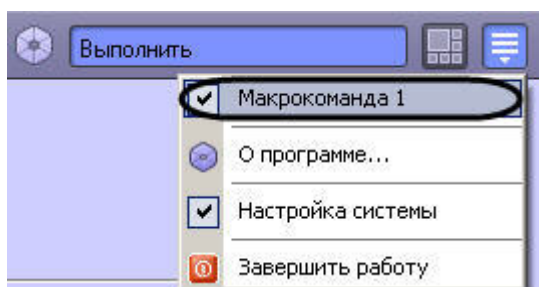 Выполнить
Макрокоманда 1
О программе...
Настройка системы
Завершить работу